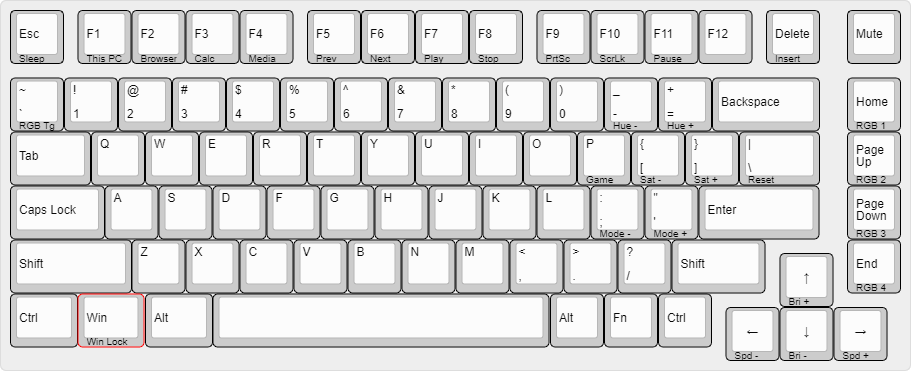 Esc F1 F2 F3 F4 F5 F6 F7 F8 F9 F10 F11 F12 Delete Mute
Sleep This PC Browser Calc Media Prev Next Play Stop PrtSc ScrLk Pause Insert
~ ! @ # $ % ^ & * ( ) _ +
Backspace Home
` 1 2 3 4 5 6 7 8 9 0 - =
RGB Tg Hue - Hue + RGB 1
Tab Q W E R T Y U I O P { } | Page
Up
[ ] \
Game Sat - Sat + Reset RGB 2
Caps Lock A S D F G H J K L : " Enter Page
Down
; '
Mode - Mode + RGB 3
Shift Z X C V B N M < > ? Shift End
, . /
RGB 4
↑
Bri +
Ctrl Win Alt Alt Fn Ctrl
Win Lock
← ↓ →
Spd - Bri - Spd +